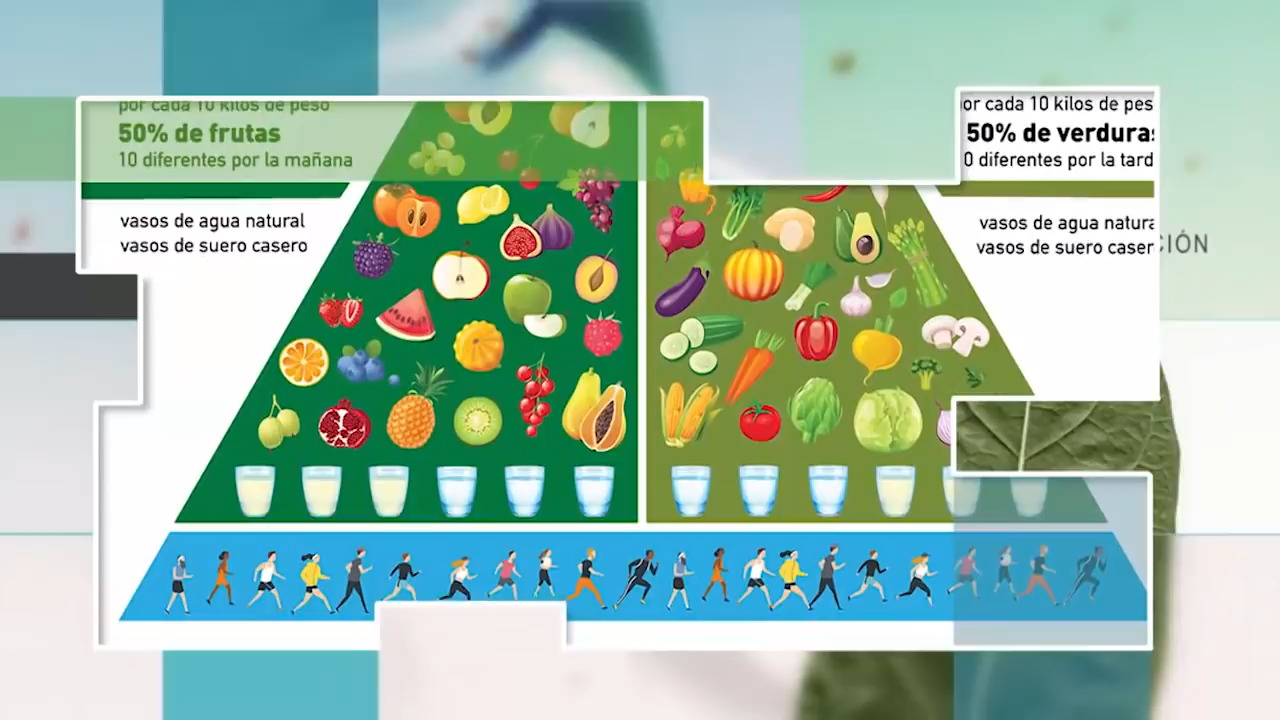 por cada 10 kilos de peso
50% de frutas
10 diferentes por la mañana
vasos de agua natural
vasos de suero casero
or cada 10 kilos de pes
50% de verduras
0 diferentes por la tard
vasos de agua natura
vasos de suero caser
CIÓN